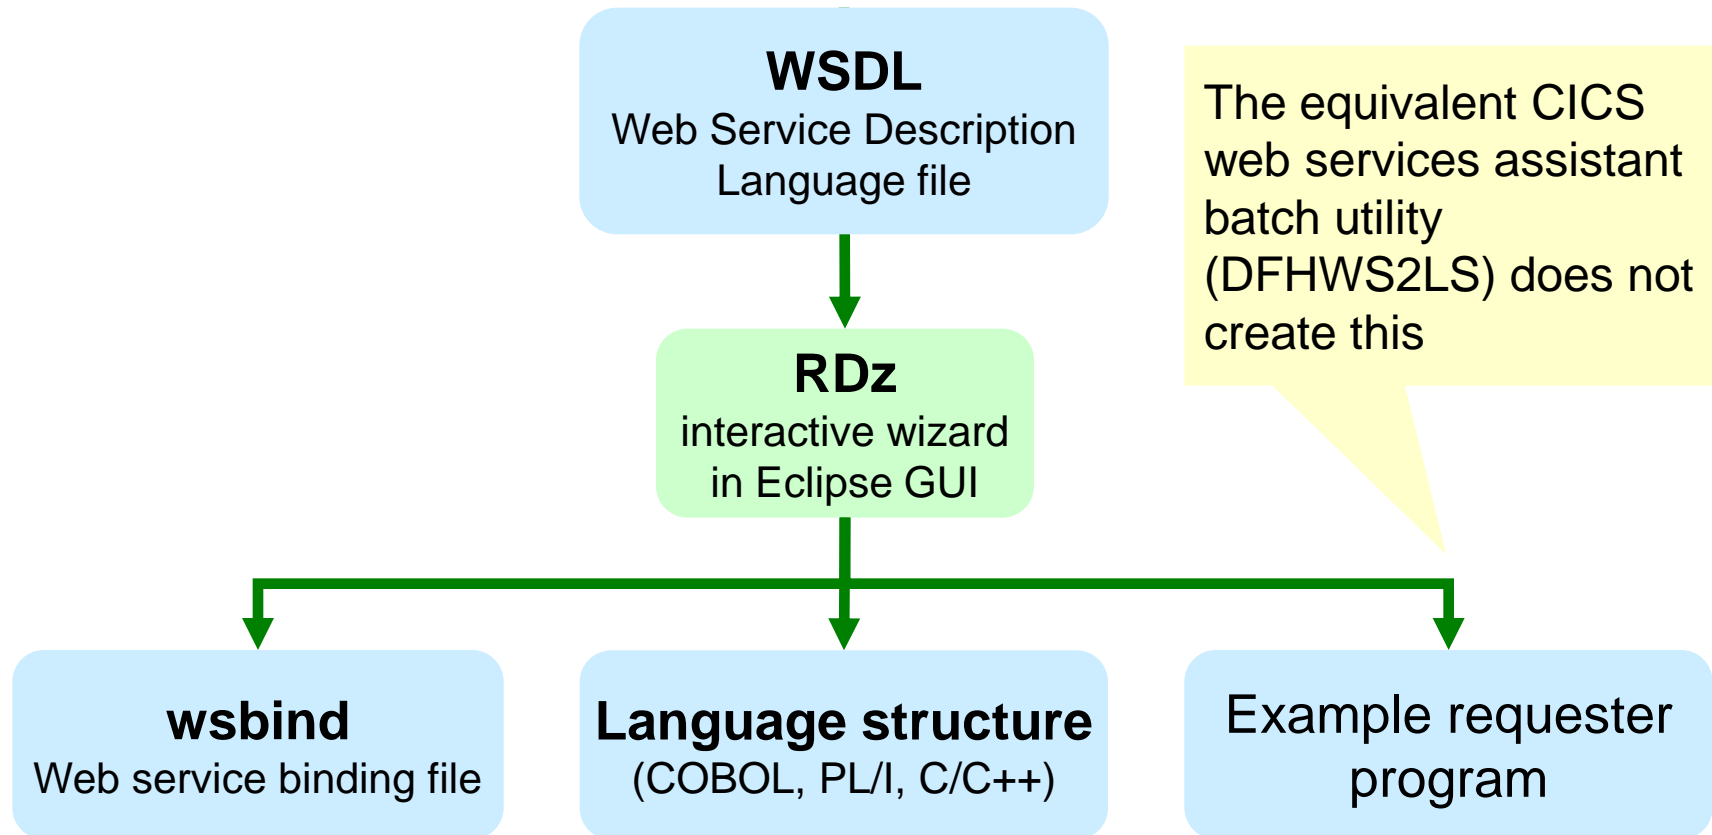 WSDL
Web Service Description
Language file
The equivalent CICS
web services assistant
batch utility
(DFHWS2LS) does not
create this
RDz
interactive wizard
in Eclipse GUI
wsbind
Web service binding file
Language structure
(COBOL, PL/I, C/C++)
Example requester
program